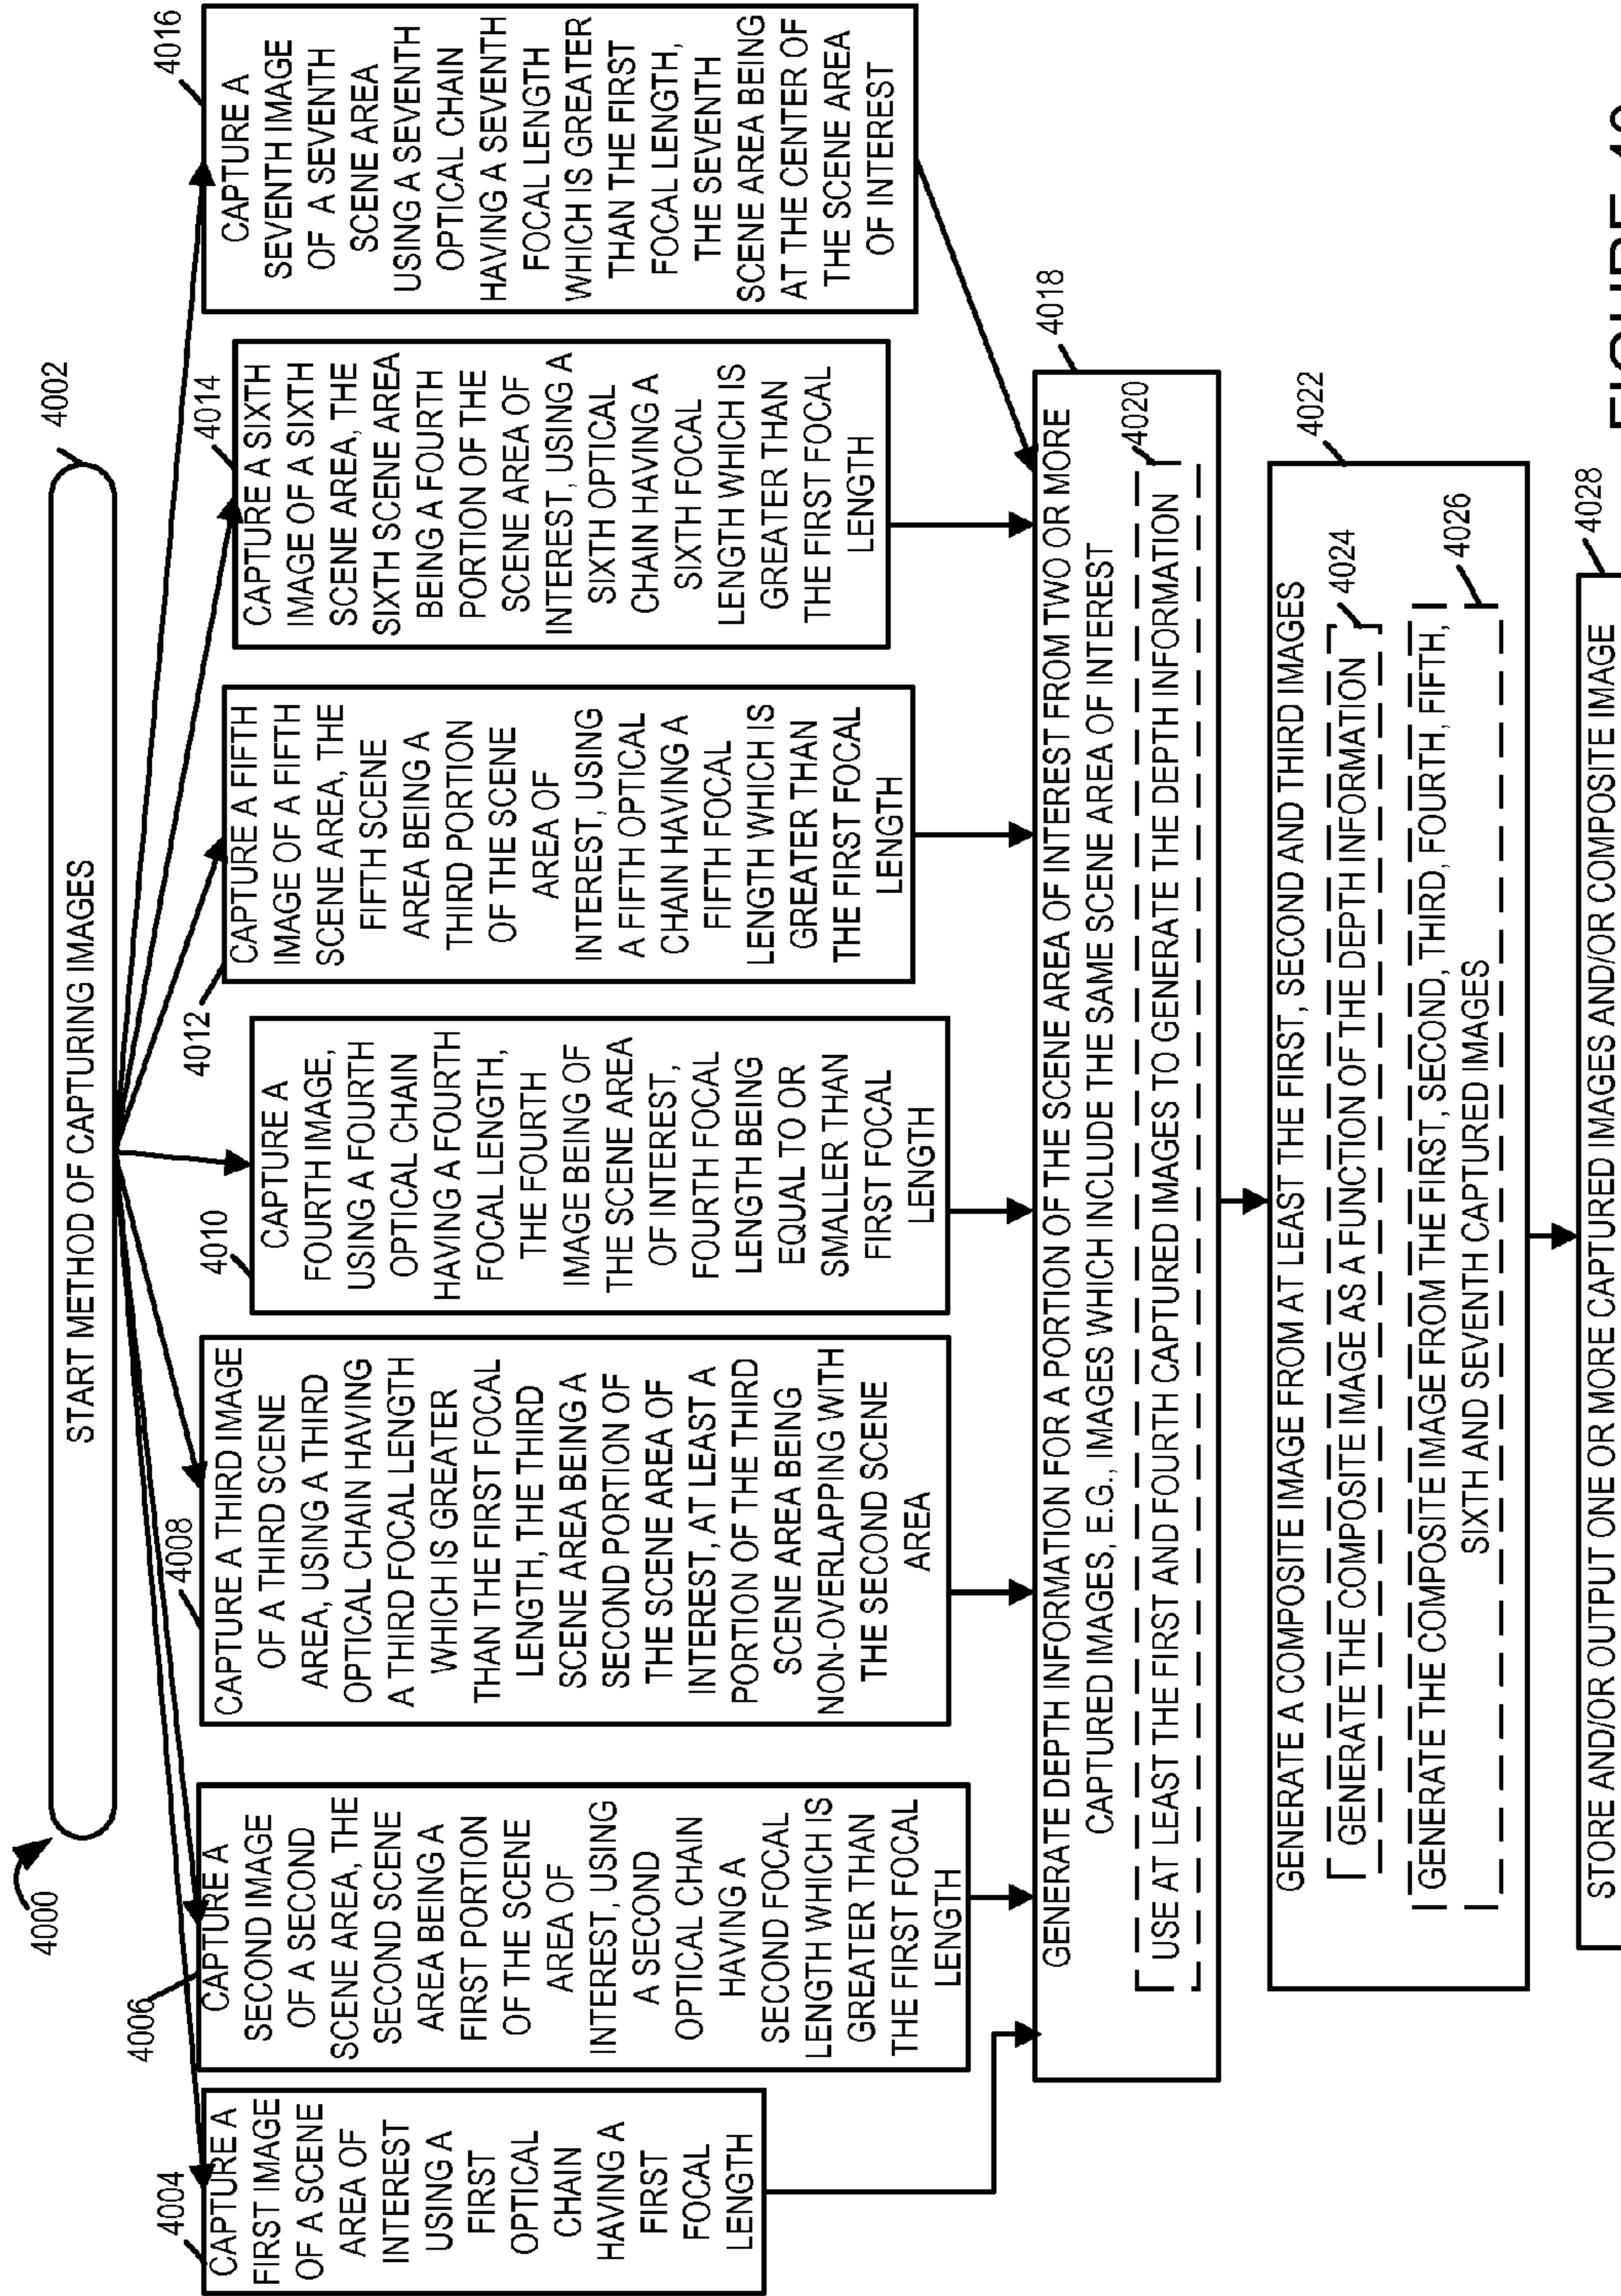 4000
START METHOD OF CAPTURING IMAGES
4002
4004
CAPTURE A
FIRST IMAGE
OF A SCENE
AREA OF
INTEREST
USING A
FIRST
OPTICAL
CHAIN
HAVING A
FIRST
FOCAL
LENGTH
4006
CAPTURE A
SECOND IMAGE
OF A SECOND
SCENE AREA, THE
SECOND SCENE
AREA BEING A
FIRST PORTION
OF THE SCENE
AREA OF
INTEREST, USING
A SECOND
OPTICAL CHAIN
HAVING A
SECOND FOCAL
LENGTH WHICH IS
GREATER THAN
THE FIRST FOCAL
LENGTH
4008
CAPTURE A THIRD IMAGE
OF A THIRD SCENE
AREA, USING A THIRD
OPTICAL CHAIN HAVING
A THIRD FOCAL LENGTH
WHICH IS GREATER
THAN THE FIRST FOCAL
LENGTH, THE THIRD
SCENE AREA BEING A
SECOND PORTION OF
THE SCENE AREA OF
INTEREST, AT LEAST A
PORTION OF THE THIRD
SCENE AREA BEING
NON-OVERLAPPING WITH
THE SECOND SCENE
AREA
4010
CAPTURE A
FOURTH IMAGE,
USING A FOURTH
OPTICAL CHAIN
HAVING A FOURTH
FOCAL LENGTH,
THE FOURTH
IMAGE BEING OF
THE SCENE AREA
OF INTEREST,
FOURTH FOCAL
LENGTH BEING
EQUAL TO OR
SMALLER THAN
FIRST FOCAL
LENGTH
4012
CAPTURE A FIFTH
IMAGE OF A FIFTH
SCENE AREA, THE
FIFTH SCENE
AREA BEING A
THIRD PORTION
OF THE SCENE
AREA OF
INTEREST, USING
A FIFTH OPTICAL
CHAIN HAVING A
FIFTH FOCAL
LENGTH WHICH IS
GREATER THAN
THE FIRST FOCAL
LENGTH
4014
CAPTURE A SIXTH
IMAGE OF A SIXTH
SCENE AREA, THE
SIXTH SCENE AREA
BEING A FOURTH
PORTION OF THE
SCENE AREA OF
INTEREST, USING A
SIXTH OPTICAL
CHAIN HAVING A
SIXTH FOCAL
LENGTH WHICH IS
GREATER THAN
THE FIRST FOCAL
LENGTH
4016
CAPTURE A
SEVENTH IMAGE
OF A SEVENTH
SCENE AREA
USING A SEVENTH
OPTICAL CHAIN
HAVING A SEVENTH
FOCAL LENGTH
WHICH IS GREATER
THAN THE FIRST
FOCAL LENGTH,
THE SEVENTH
SCENE AREA BEING
AT THE CENTER OF
THE SCENE AREA
OF INTEREST
4018
GENERATE DEPTH INFORMATION FOR A PORTION OF THE SCENE AREA OF INTEREST FROM TWO OR MORE
CAPTURED IMAGES, E.G., IMAGES WHICH INCLUDE THE SAME SCENE AREA OF INTEREST
4020
USE AT LEAST THE FIRST AND FOURTH CAPTURED IMAGES TO GENERATE THE DEPTH INFORMATION
4022
GENERATE A COMPOSITE IMAGE FROM AT LEAST THE FIRST, SECOND AND THIRD IMAGES
4024
GENERATE THE COMPOSITE IMAGE AS A FUNCTION OF THE DEPTH INFORMATION
4026
GENERATE THE COMPOSITE IMAGE FROM THE FIRST, SECOND, THIRD, FOURTH, FIFTH,
SIXTH AND SEVENTH CAPTURED IMAGES
4028
STORE AND/OR OUTPUT ONE OR MORE CAPTURED IMAGES AND/OR COMPOSITE IMAGE